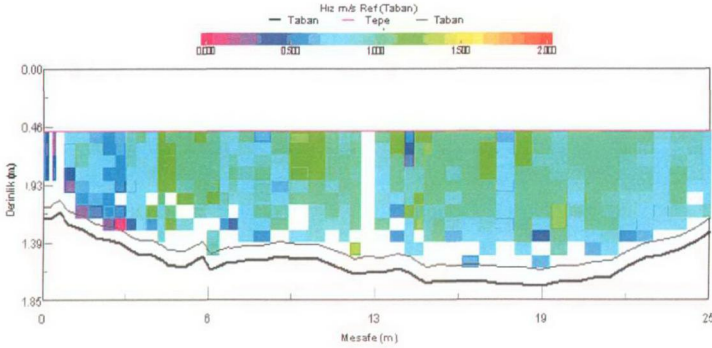 Hız m/s Ref (Taban)
Taban Tepe Taban
0.000 0.500 1.000 1.500 2.000
0.00
0.46
0.93
1.39
1.85
Derinlik (m)
0 6 13 19 25
Mesafe (m)